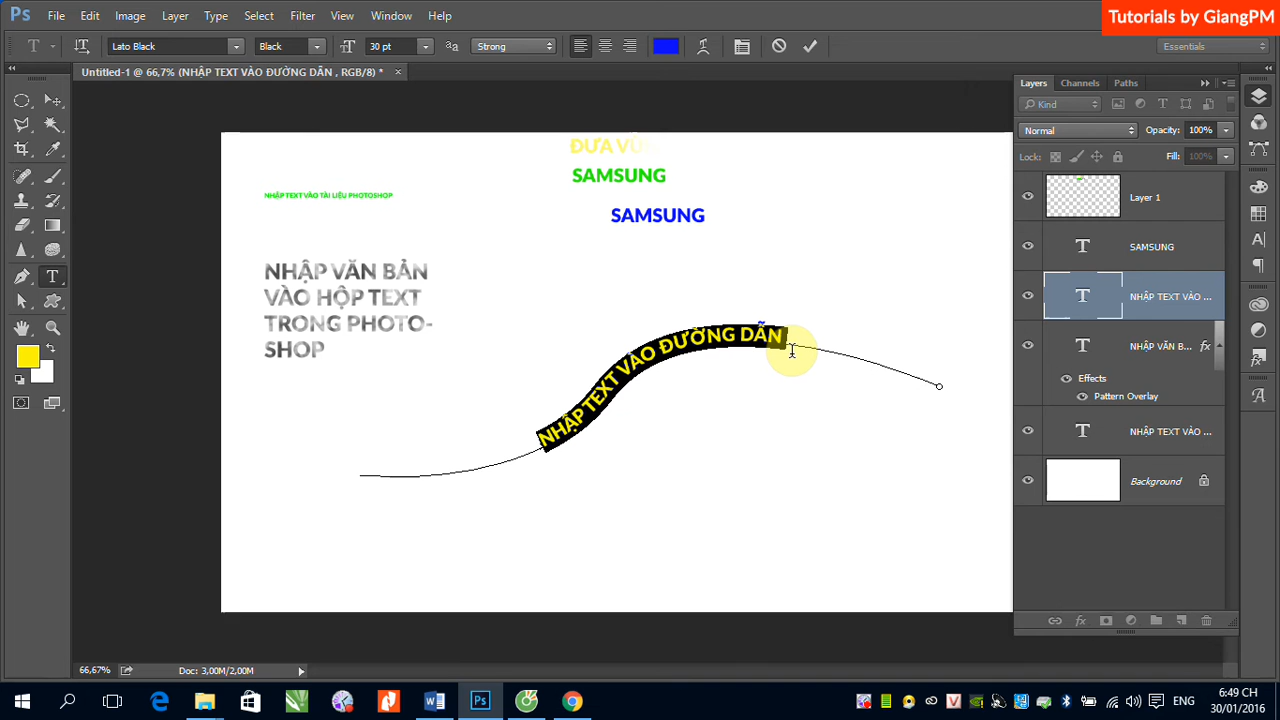 Tutorials by GiangPM
Ps File Edit Image Layer Type Select Filter View Window Help
T Lato Black Black 30 pt aa Strong Essentials
Untitled-1 @ 66,7% (NHẬP TEXT VÀO ĐƯỜNG DẪN , RGB/8) * ×
Layers Channels Paths
Kind
Normal Opacity: 100%
Lock: Fill: 100%
Layer 1
T SAMSUNG
T NHẬP TEXT VÀO ...
T NHẬP VĂN B... fx
Effects
Pattern Overlay
T NHẬP TEXT VÀO ...
Background
ĐƯA VÙ
SAMSUNG
SAMSUNG
NHẬP TEXT VÀO TÀI LIỆU PHOTOSHOP
NHẬP VĂN BẢN
VÀO HỘP TEXT
TRONG PHOTO-
SHOP
NHẬP TEXT VÀO ĐƯỜNG DẪN
66,67% Doc: 3,00M/2,00M
6:49 CH
30/01/2016